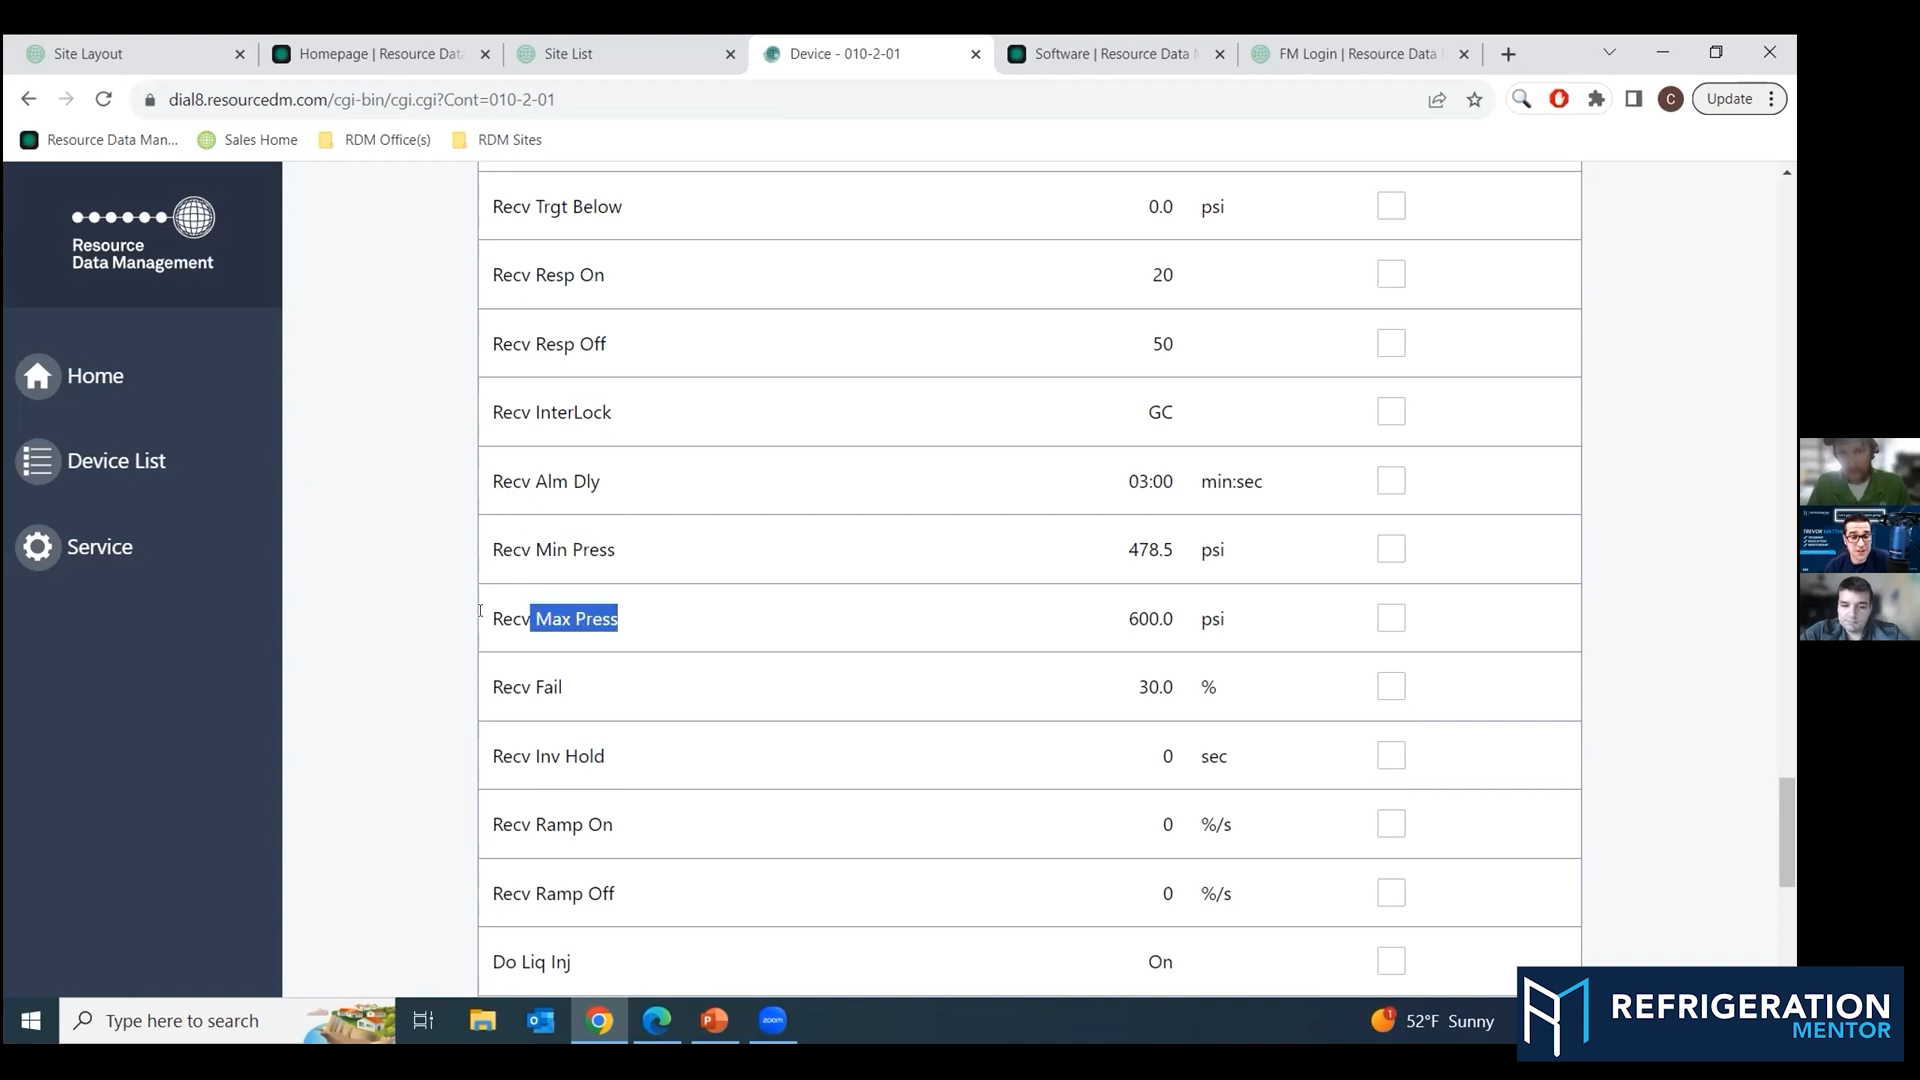 Site Layout
Homepage | Resource Data
Site List
Device - 010-2-01
Software | Resource Data M
FM Login | Resource Data
dial8.resourcedm.com/cgi-bin/cgi.cgi?Cont=010-2-01
C
Update
Resource Data Man...
Sales Home
RDM Office(s)
RDM Sites
Resource
Data Management
Home
Device List
Service
Recv Trgt Below 0.0 psi
Recv Resp On 20
Recv Resp Off 50
Recv InterLock GC
Recv Alm Dly 03:00 min:sec
Recv Min Press 478.5 psi
Recv Max Press 600.0 psi
Recv Fail 30.0 %
Recv Inv Hold 0 sec
Recv Ramp On 0 %/s
Recv Ramp Off 0 %/s
Do Liq Inj On
Type here to search
zoom
1
52°F Sunny
REFRIGERATION
MENTOR